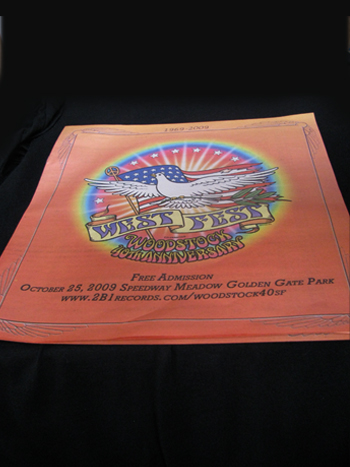 1969-2009
WEST FEST
WOODSTOCK
40TH ANNIVERSARY
FREE ADMISSION
OCTOBER 25, 2009 SPEEDWAY MEADOW GOLDEN GATE PARK
WWW.2B1RECORDS.COM/WOODSTOCK40SF